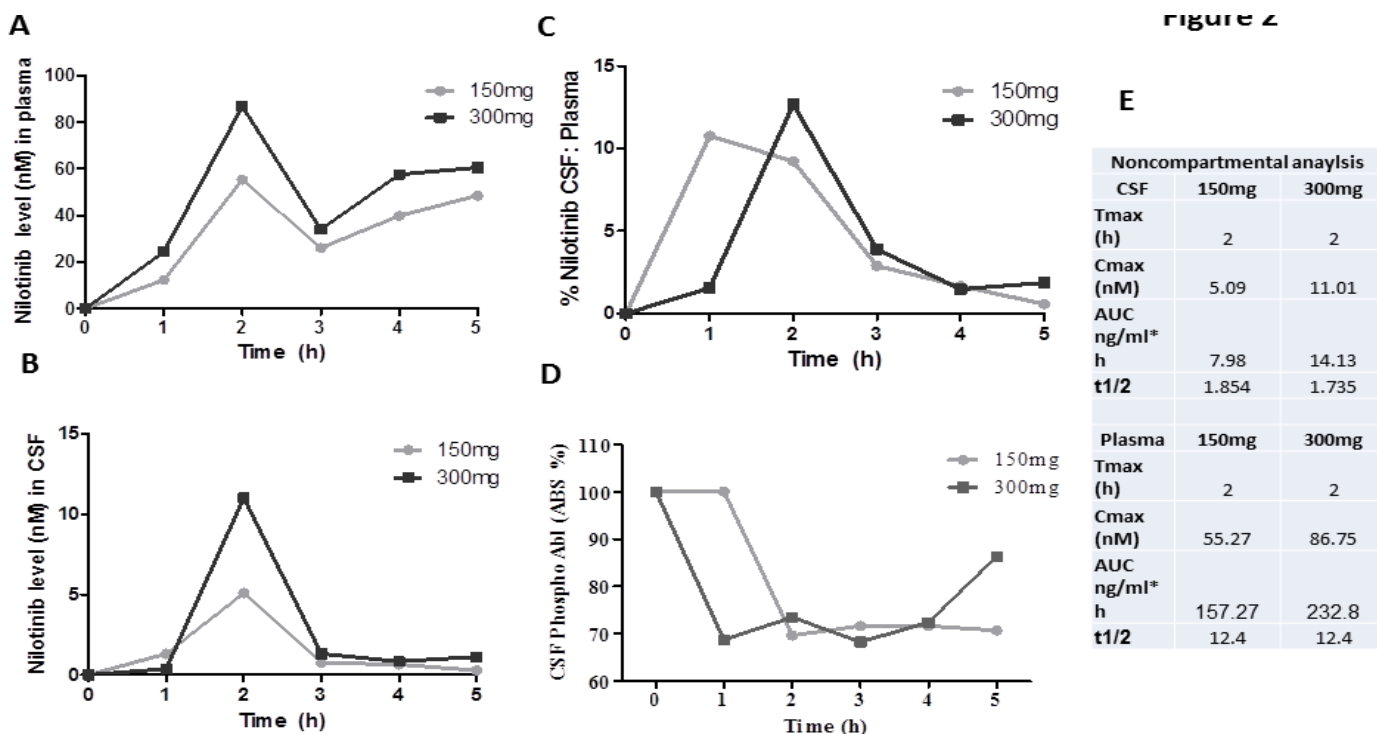 Figure 2
A
Nilotinib level (nM) in plasma
100
80
60
40
20
0
150mg
300mg
0 1 2 3 4 5
Time (h)
B
Nilotinib level (nM) in CSF
15
10
5
0
150mg
300mg
0 1 2 3 4 5
Time (h)
C
% Nilotinib CSF: Plasma
15
10
5
0
150mg
300mg
0 1 2 3 4 5
Time (h)
D
CSF Phospho Abl (ABS %)
110
100
90
80
70
60
150mg
300mg
0 1 2 3 4 5
Time (h)
E
Noncompartmental anaylsis
CSF 150mg 300mg
Tmax
(h) 2 2
Cmax
(nM) 5.09 11.01
AUC
ng/ml*
h 7.98 14.13
t1/2 1.854 1.735
Plasma 150mg 300mg
Tmax
(h) 2 2
Cmax
(nM) 55.27 86.75
AUC
ng/ml*
h 157.27 232.8
t1/2 12.4 12.4